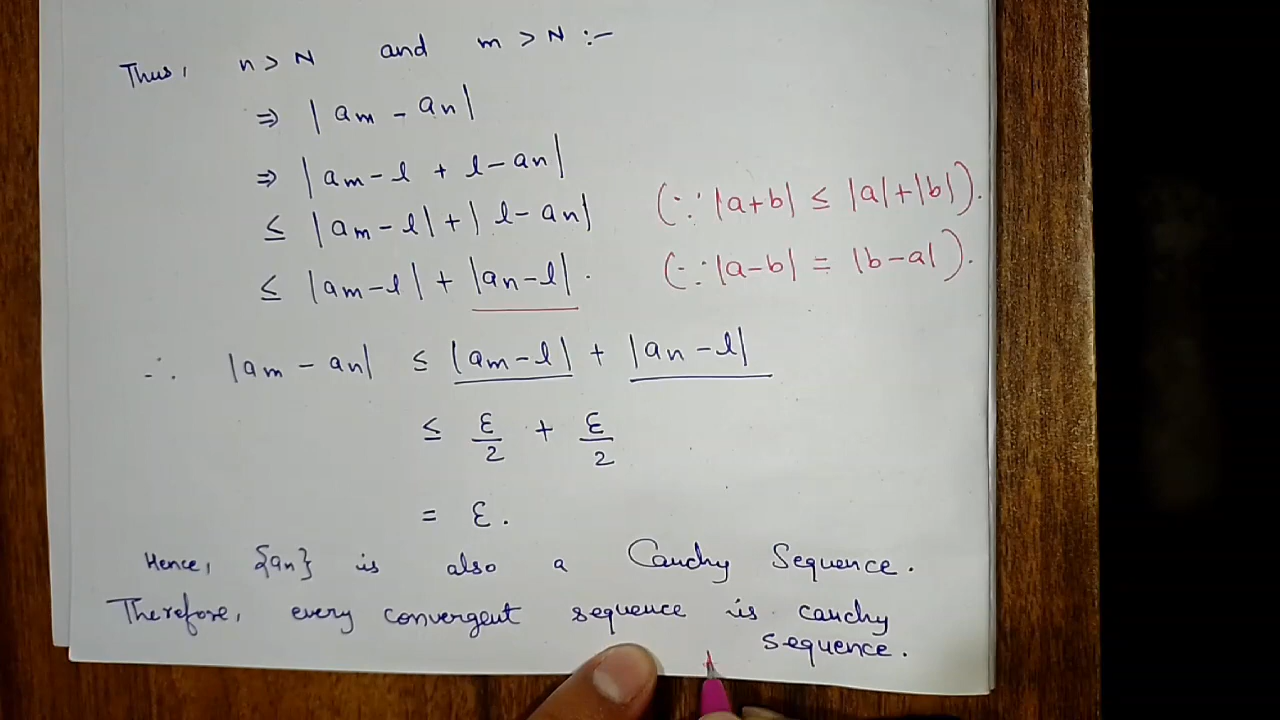 Thus, n > N and m > N :-
⇒ |am - an|
⇒ |am - l + l - an|
≤ |am - l| + | l - an| (∵ |a+b| ≤ |a|+|b|).
≤ |am - l| + |an - l|. (∵ |a-b| = |b-a|).
∴ |am - an| ≤ |am - l| + |an - l|
≤ ε/2 + ε/2
= ε.
Hence, {an} is also a Cauchy Sequence.
Therefore, every convergent sequence is cauchy
sequence.